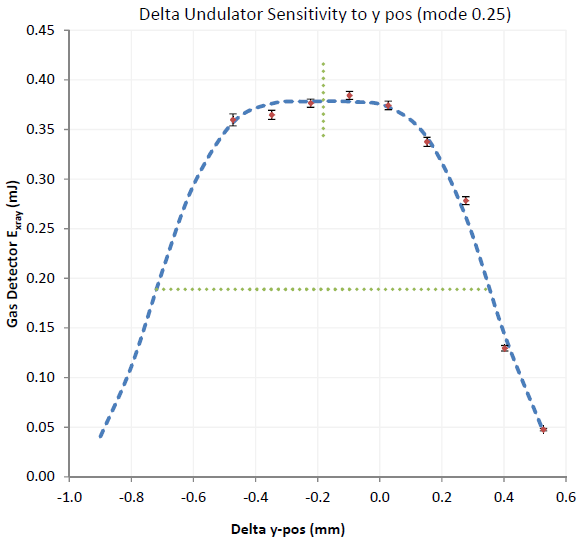 Delta Undulator Sensitivity to y pos (mode 0.25)
0.45
0.40
0.35
0.30
0.25
0.20
0.15
0.10
0.05
0.00
Gas Detector Exray (mJ)
-1.0 -0.8 -0.6 -0.4 -0.2 0.0 0.2 0.4 0.6
Delta y-pos (mm)